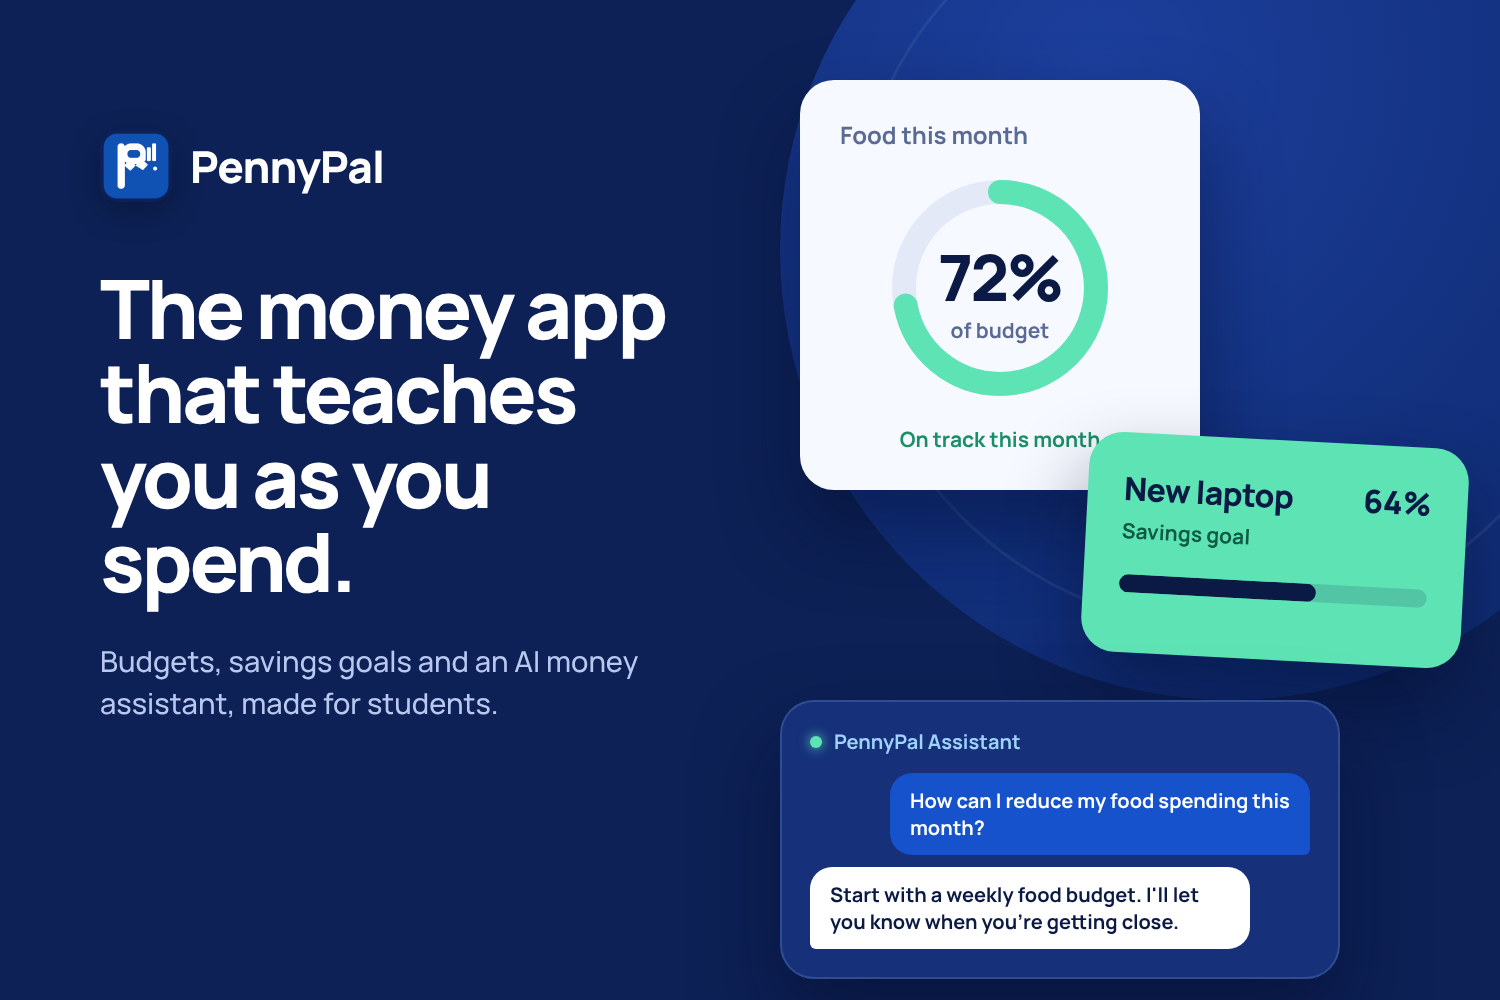 PennyPal
The money app
that teaches
you as you
spend.
Budgets, savings goals and an AI money
assistant, made for students.
Food this month
72%
of budget
On track this month
New laptop
64%
Savings goal
PennyPal Assistant
How can I reduce my food spending this
month?
Start with a weekly food budget. I'll let
you know when you’re getting close.